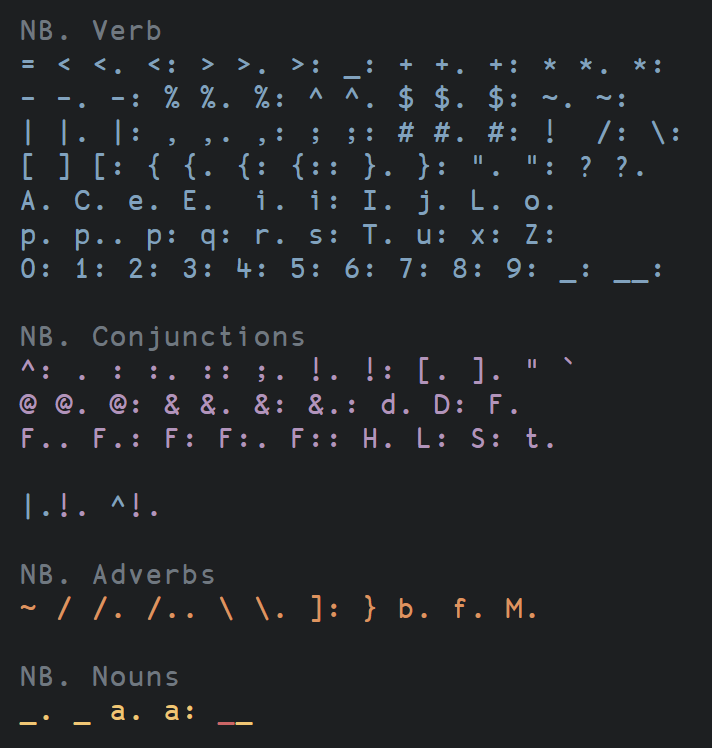 NB. Verb
= < <. <: > >. >: _: + +. +: * *. *:
- -. -: % %. %: ^ ^. $ $. $: ~. ~:
| |. |: , ,. ,: ; ;: # #. #: !  /: \:
[ ] [: { {. {: {:: }. }: ". ": ? ?.
A. C. e. E.  i. i: I. j. L. o.
p. p.. p: q: r. s: T. u: x: Z:
0: 1: 2: 3: 4: 5: 6: 7: 8: 9: _: __:
NB. Conjunctions
^: . : :. :: ;. !. !: [. ]. " `
@ @. @: & &. &: &.: d. D: F.
F.. F.: F: F:. F:: H. L: S: t.
|.!. ^!.
NB. Adverbs
~ / /. /.. \ \. ]: } b. f. M.
NB. Nouns
_. _ a. a: __